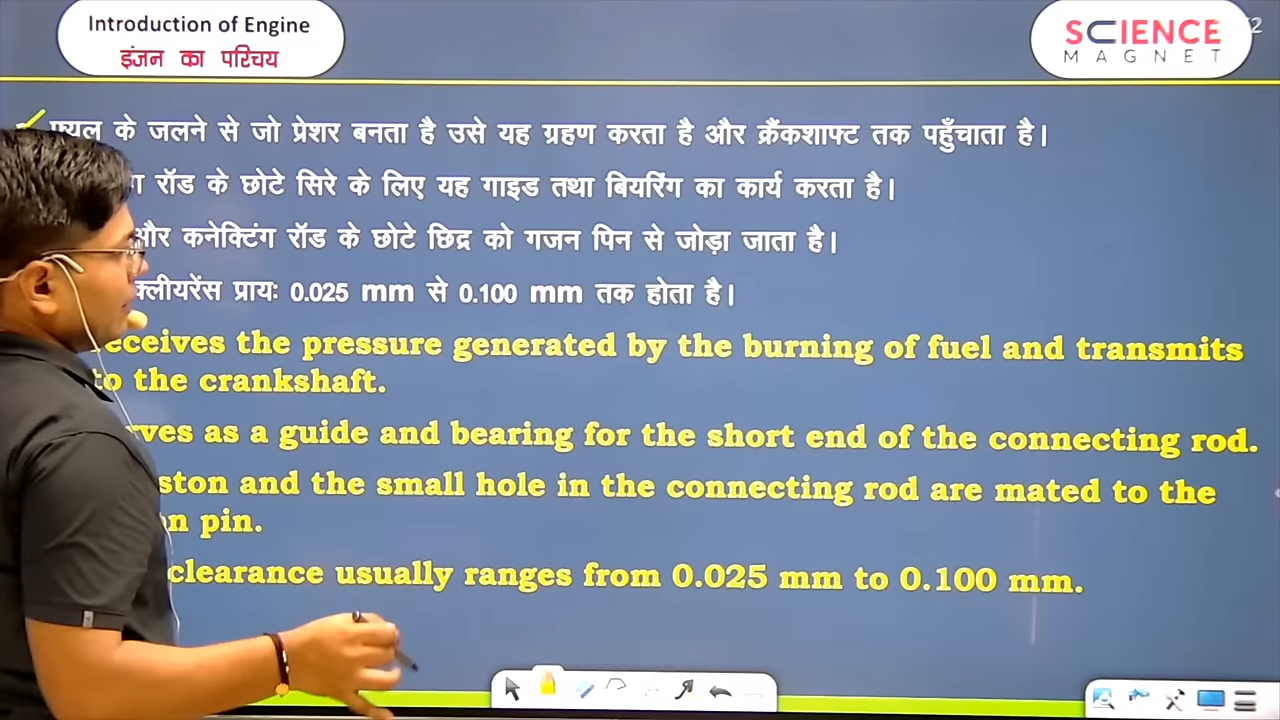 Introduction of Engine
इंजन का परिचय
SCIENCE
MAGNET
के जलने से जो प्रेशर बनता है उसे यह ग्रहण करता है और क्रैंकशाफ्ट तक पहुँचाता है।
रॉड के छोटे सिरे के लिए यह गाइड तथा बियरिंग का कार्य करता है।
और कनेक्टिंग रॉड के छोटे छिद्र को गजन पिन से जोड़ा जाता है।
क्लीयरेंस प्रायः 0.025 mm से 0.100 mm तक होता है।
the pressure generated by the burning of fuel and transmits
to the crankshaft.
as a guide and bearing for the short end of the connecting rod.
and the small hole in the connecting rod are mated to the
pin.
clearance usually ranges from 0.025 mm to 0.100 mm.